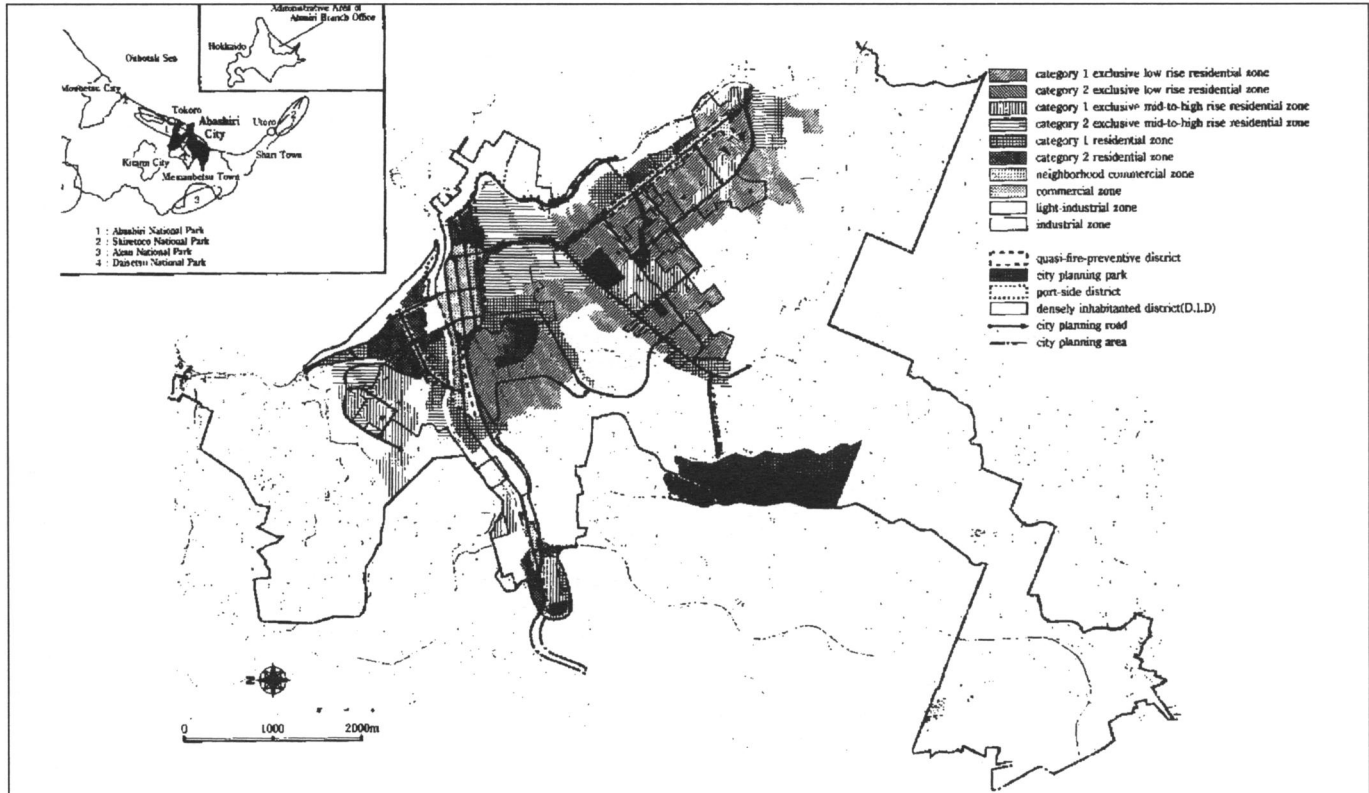 Administrative Area of
Abashiri Branch Office
Hokkaido
Mombetsu City
Tokoro
Abashiri
City
Utoro
Kitami City
Shari Town
Memanbetsu Town
3
1 : Abashiri National Park
2 : Shiretoco National Park
3 : Akan National Park
4 : Daisetsu National Park
category 1 exclusive low rise residential zone
category 2 exclusive low rise residential zone
category 1 exclusive mid-to-high rise residential zone
category 2 exclusive mid-to-high rise residential zone
category 1 residential zone
category 2 residential zone
neighborhood commercial zone
commercial zone
light-industrial zone
industrial zone
quasi-fire-preventive district
city planning park
port-side district
densely inhabitanted district(D.I.D)
city planning road
city planning area
N
0 1000 2000m